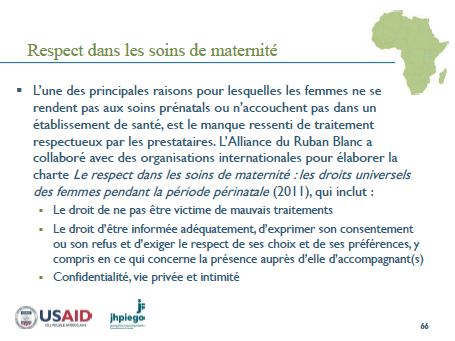 Respect dans les soins de maternité
▪ L'une des principales raisons pour lesquelles les femmes ne se
rendent pas aux soins prénatals ou n'accouchent pas dans un
établissement de santé, est le manque ressenti de traitement
respectueux par les prestataires. L'Alliance du Ruban Blanc a
collaboré avec des organisations internationales pour élaborer la
charte Le respect dans les soins de maternité : les droits universels
des femmes pendant la période périnatale (2011), qui inclut :
▪ Le droit de ne pas être victime de mauvais traitements
▪ Le droit d'être informée adéquatement, d'exprimer son consentement
ou son refus et d'exiger le respect de ses choix et de ses préférences, y
compris en ce qui concerne la présence auprès d'elle d'accompagnant(s)
▪ Confidentialité, vie privée et intimité
USAID
jhpiego
66